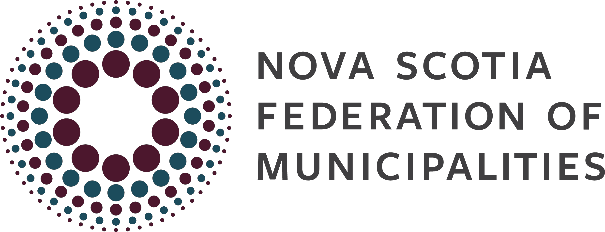 NOVA SCOTIA
FEDERATION OF
MUNICIPALITIES